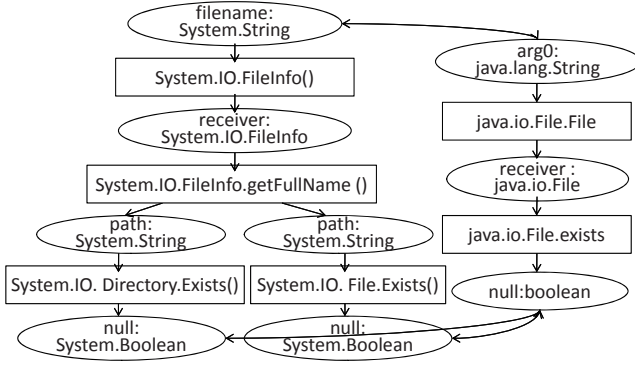 filename:
System.String
System.IO.FileInfo()
receiver:
System.IO.FileInfo
System.IO.FileInfo.getFullName ()
path:
System.String
System.IO. Directory.Exists()
null:
System.Boolean
path:
System.String
System.IO. File.Exists()
null:
System.Boolean
arg0:
java.lang.String
java.io.File.File
receiver :
java.io.File
java.io.File.exists
null:boolean